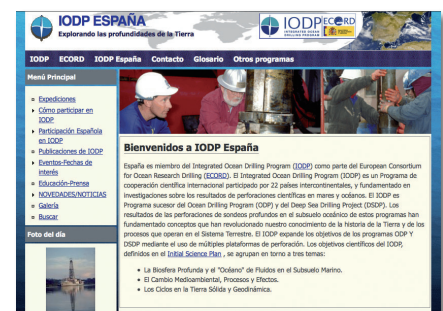 IODP ESPAÑA
Explorando las profundidades de la Tierra
IODP
INTEGRATED OCEAN
DRILLING PROGRAM
ECORD
IODP ECORD IODP España Contacto Glosario Otros programas
Menú Principal
Expediciones
Cómo participar en
IODP
Participación Española
en IODP
Publicaciones de IODP
Eventos-Fechas de
interés
Educación-Prensa
NOVEDADES/NOTICIAS
Galería
Buscar
Foto del día
Bienvenidos a IODP España
España es miembro del Integrated Ocean Drilling Program (IODP) como parte del European Consortium
for Ocean Research Drilling (ECORD). El Integrated Ocean Drilling Program (IODP) es un Programa de
cooperación científica internacional participado por 22 países intercontinentales, y fundamentado en
investigaciones sobre los resultados de perforaciones científicas en mares y océanos. El IODP es
Programa sucesor del Ocean Drilling Program (ODP) y del Deep Sea Drilling Project (DSDP). Los
resultados de las perforaciones de sondeos profundos en el subsuelo oceánico de estos programas han
fundamentado conceptos que han revolucionado nuestro conocimiento de la historia de la Tierra y de los
procesos que operan en el Sistema Terrestre. El IODP expande los objetivos de los programas ODP Y
DSDP mediante el uso de múltiples plataformas de perforación. Los objetivos científicos del IODP,
definidos en el Initial Science Plan , se agrupan en torno a tres temas:
La Biosfera Profunda y el "Océano" de Fluidos en el Subsuelo Marino.
El Cambio Medioambiental, Procesos y Efectos.
Los Ciclos en la Tierra Sólida y Geodinámica.